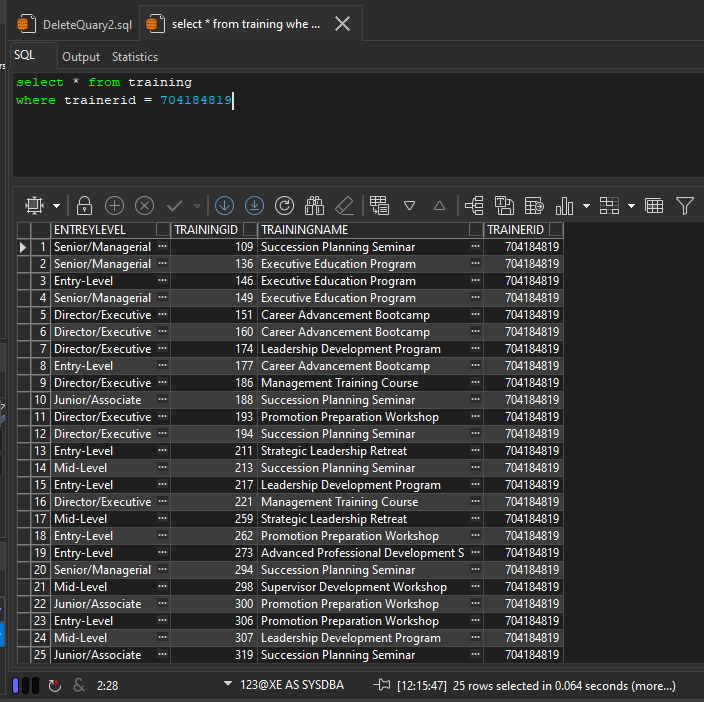 DeleteQuary2.sql
select * from training whe ...
SQL
Output
Statistics
select * from training
where trainerid = 704184819
ENTREYLEVEL TRAININGID TRAININGNAME TRAINERID
1 Senior/Managerial ... 109 Succession Planning Seminar ... 704184819
2 Senior/Managerial ... 136 Executive Education Program ... 704184819
3 Entry-Level ... 146 Executive Education Program ... 704184819
4 Senior/Managerial ... 149 Executive Education Program ... 704184819
5 Director/Executive ... 151 Career Advancement Bootcamp ... 704184819
6 Director/Executive ... 160 Career Advancement Bootcamp ... 704184819
7 Director/Executive ... 174 Leadership Development Program ... 704184819
8 Entry-Level ... 177 Career Advancement Bootcamp ... 704184819
9 Director/Executive ... 186 Management Training Course ... 704184819
10 Junior/Associate ... 188 Succession Planning Seminar ... 704184819
11 Director/Executive ... 193 Promotion Preparation Workshop ... 704184819
12 Director/Executive ... 194 Succession Planning Seminar ... 704184819
13 Entry-Level ... 211 Strategic Leadership Retreat ... 704184819
14 Mid-Level ... 213 Succession Planning Seminar ... 704184819
15 Entry-Level ... 217 Leadership Development Program ... 704184819
16 Director/Executive ... 221 Management Training Course ... 704184819
17 Mid-Level ... 259 Strategic Leadership Retreat ... 704184819
18 Entry-Level ... 262 Promotion Preparation Workshop ... 704184819
19 Entry-Level ... 273 Advanced Professional Development S ... 704184819
20 Senior/Managerial ... 294 Succession Planning Seminar ... 704184819
21 Mid-Level ... 298 Supervisor Development Workshop ... 704184819
22 Junior/Associate ... 300 Promotion Preparation Workshop ... 704184819
23 Entry-Level ... 306 Promotion Preparation Workshop ... 704184819
24 Mid-Level ... 307 Leadership Development Program ... 704184819
25 Junior/Associate ... 319 Succession Planning Seminar ... 704184819
& 2:28 123@XE AS SYSDBA [12:15:47] 25 rows selected in 0.064 seconds (more...)